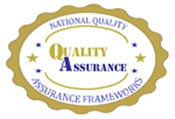 NATIONAL QUALITY
QUALITY
ASSURANCE
ASSURANCE FRAMEWORKS